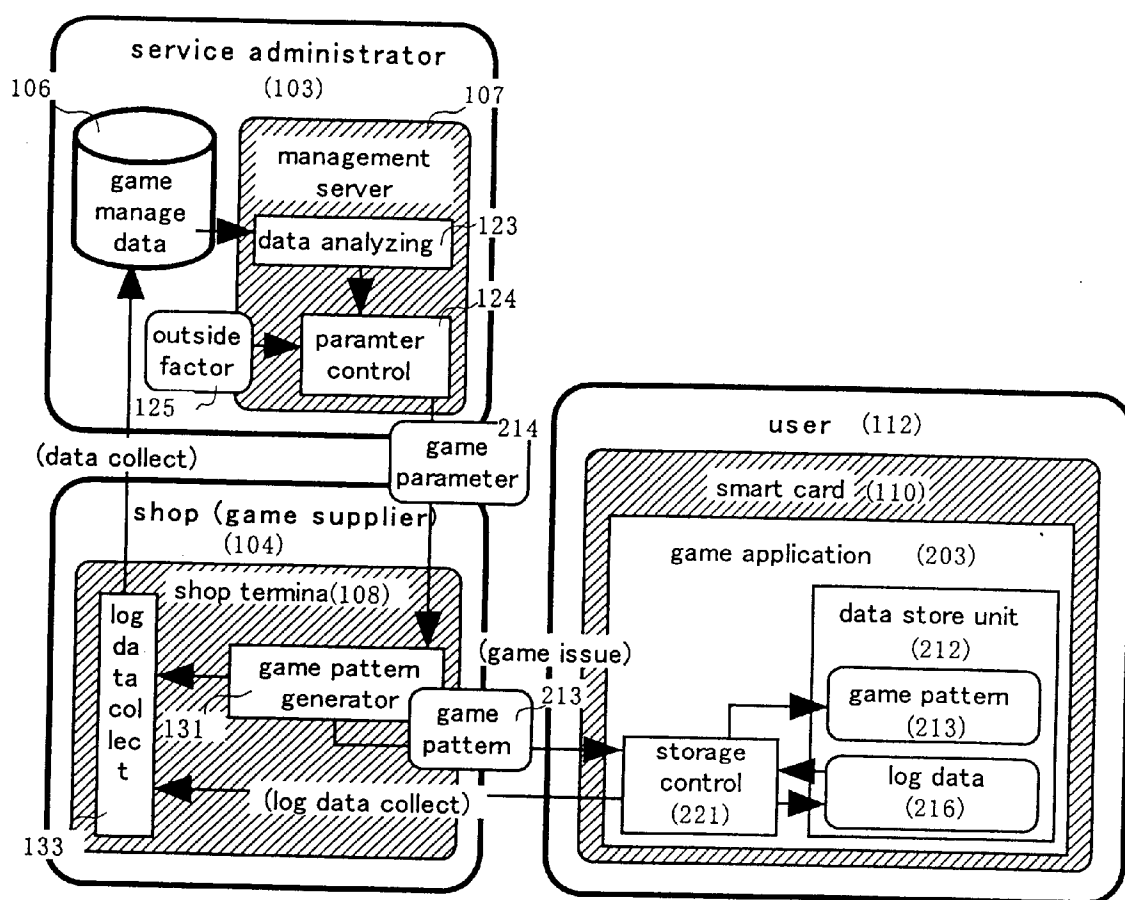 service administrator
(103)
106
107
management
server
game
manage
data
data analyzing
123
124
outside
factor
paramter
control
125
214
game
parameter
(data collect)
shop (game supplier)
(104)
shop termina(108)
log
da
ta
col
lec
t
game pattern
generator
131
(game issue)
213
game
pattern
(log data collect)
133
user (112)
smart card (110)
game application (203)
data store unit
(212)
game pattern
(213)
storage
control
(221)
log data
(216)